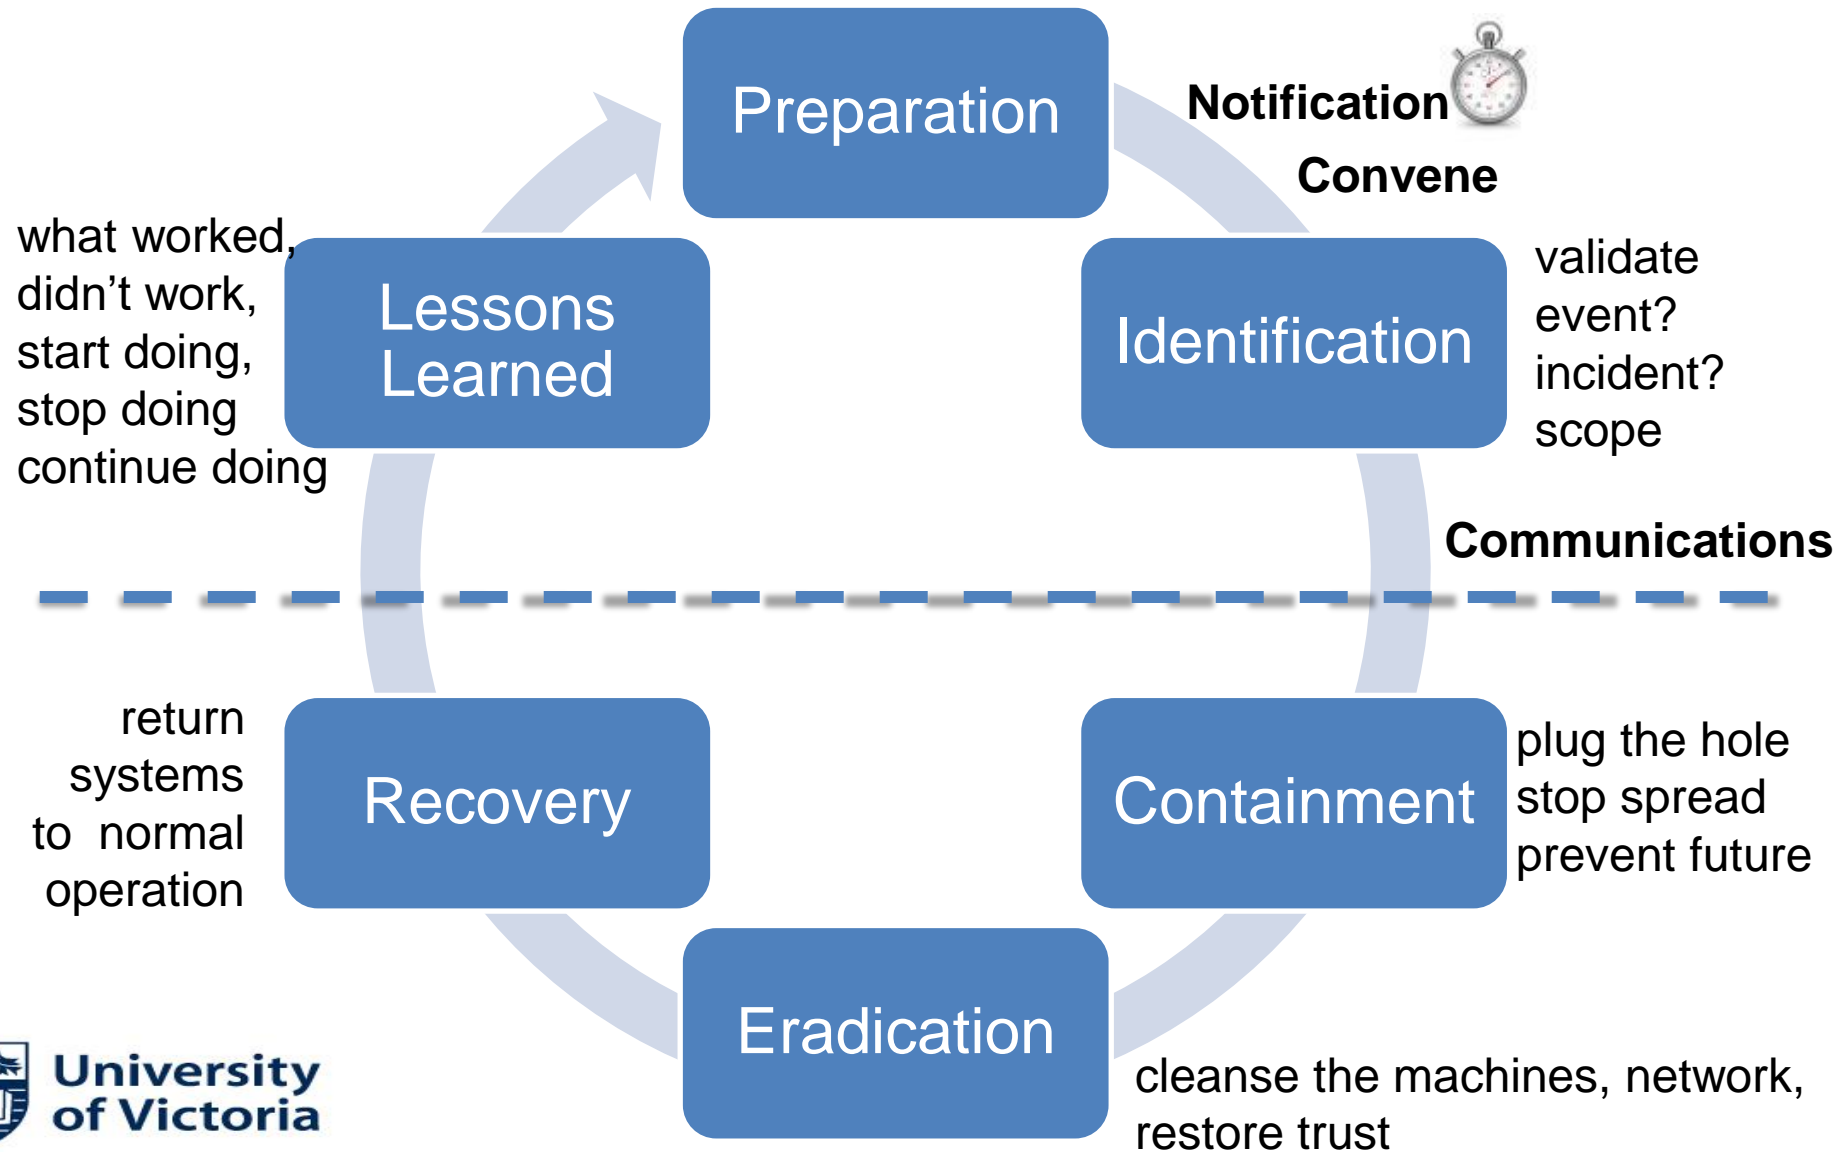 Preparation
Notification
Convene
Identification
validate
event?
incident?
scope
Communications
Containment
plug the hole
stop spread
prevent future
Eradication
cleanse the machines, network,
restore trust
Recovery
return
systems
to normal
operation
Lessons
Learned
what worked,
didn’t work,
start doing,
stop doing
continue doing
University
of Victoria